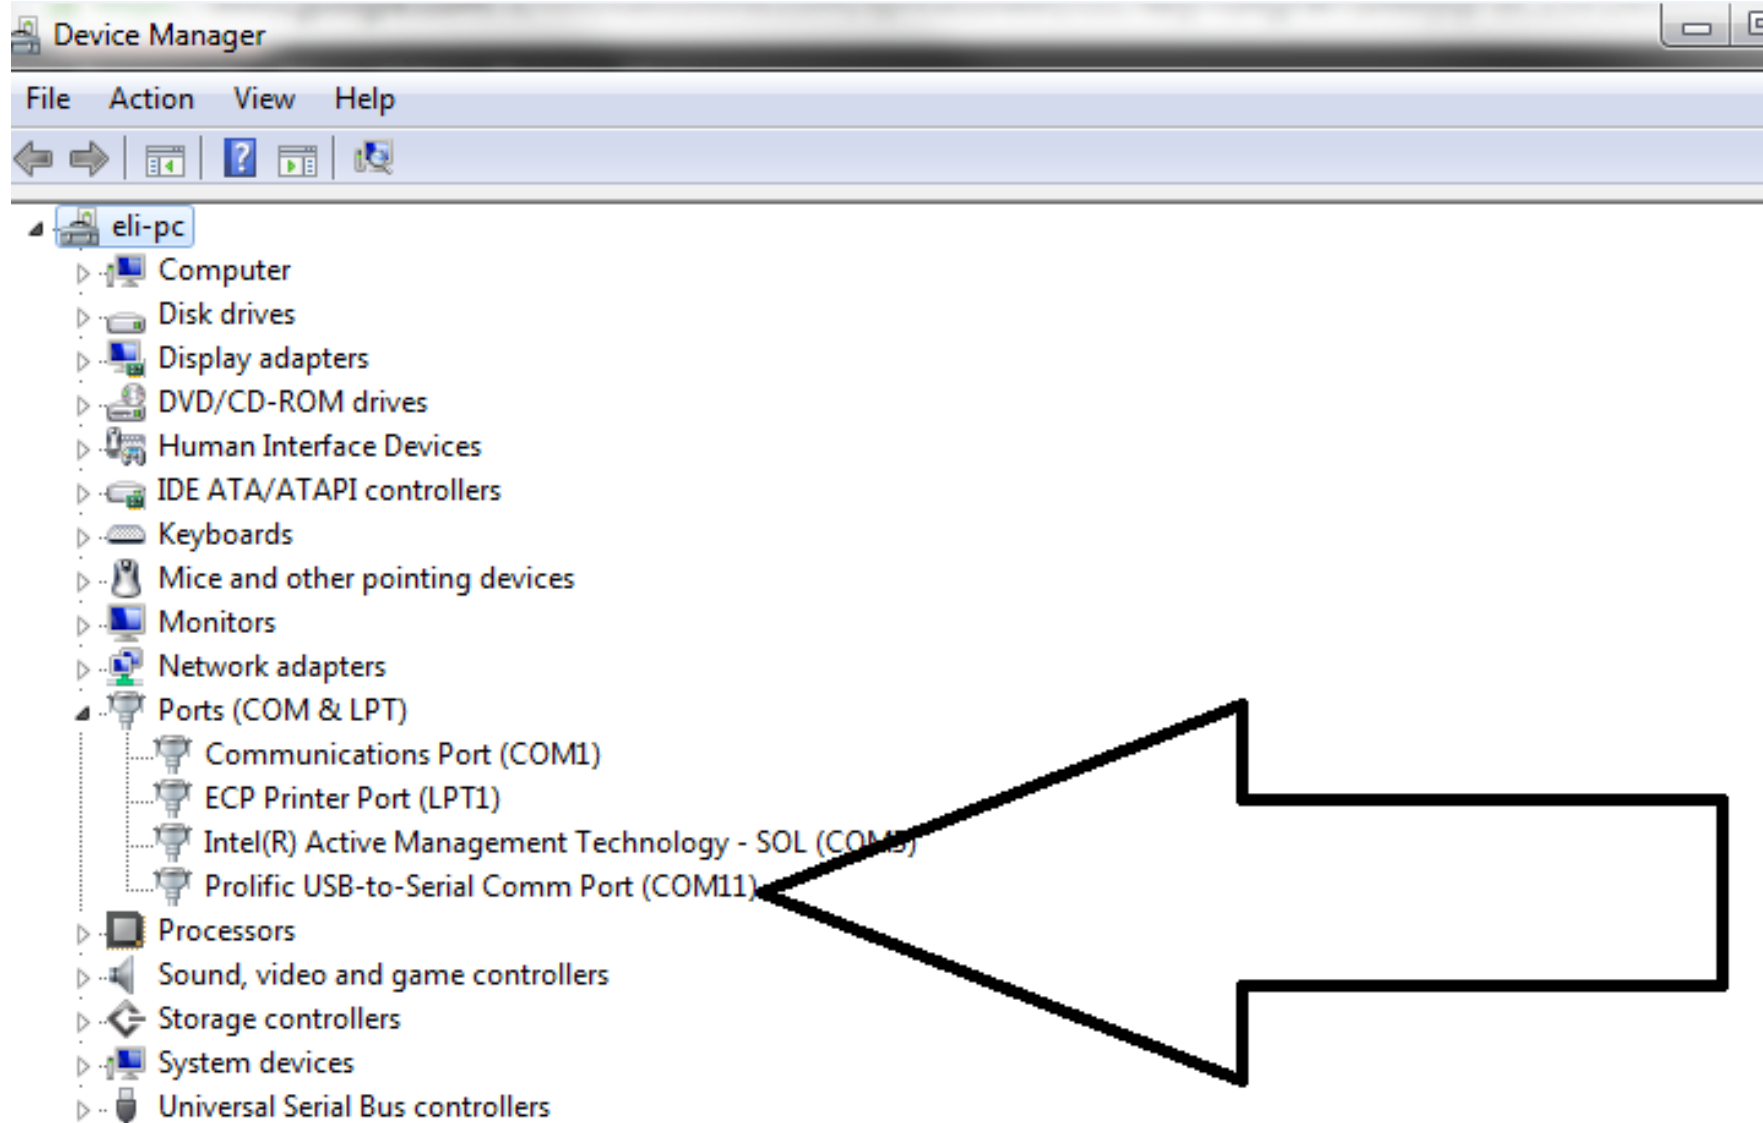 Device Manager
File Action View Help
eli-pc
Computer
Disk drives
Display adapters
DVD/CD-ROM drives
Human Interface Devices
IDE ATA/ATAPI controllers
Keyboards
Mice and other pointing devices
Monitors
Network adapters
Ports (COM & LPT)
Communications Port (COM1)
ECP Printer Port (LPT1)
Intel(R) Active Management Technology - SOL
Prolific USB-to-Serial Comm Port (COM11)
Processors
Sound, video and game controllers
Storage controllers
System devices
Universal Serial Bus controllers